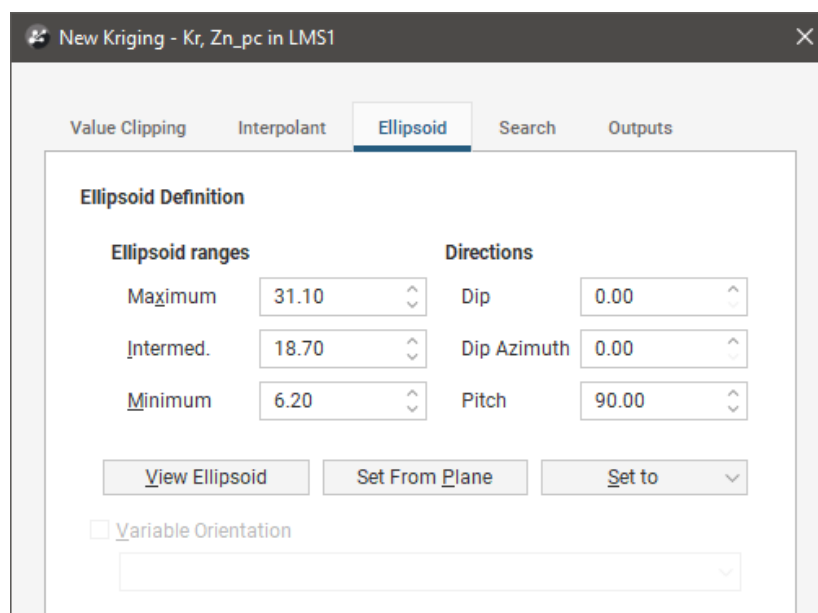 New Kriging - Kr, Zn_pc in LMS1
Value Clipping Interpolant Ellipsoid Search Outputs
Ellipsoid Definition
Ellipsoid ranges Directions
Maximum 31.10 Dip 0.00
Intermed. 18.70 Dip Azimuth 0.00
Minimum 6.20 Pitch 90.00
View Ellipsoid Set From Plane Set to
Variable Orientation